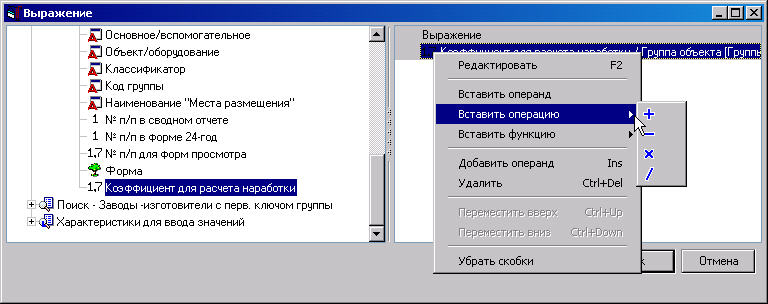 Выражение
Основное/вспомогательное
Объект/оборудование
Классификатор
Код группы
Наименование "Места размещения"
1 № п/п в сводном отчете
1 № п/п в форме 24-год
1,7 № п/п для форм просмотра
Форма
1,7 Коэффициент для расчета наработки
Поиск - Заводы -изготовители с перв. ключом группы
Характеристики для ввода значений
Выражение
Коэффициент для расчета наработки / Группа объекта [Группы
Редактировать F2
Вставить операнд
Вставить операцию
Вставить функцию
Добавить операнд Ins
Удалить Ctrl+Del
Переместить вверх Ctrl+Up
Переместить вниз Ctrl+Down
Убрать скобки
+
−
×
/
Отмена